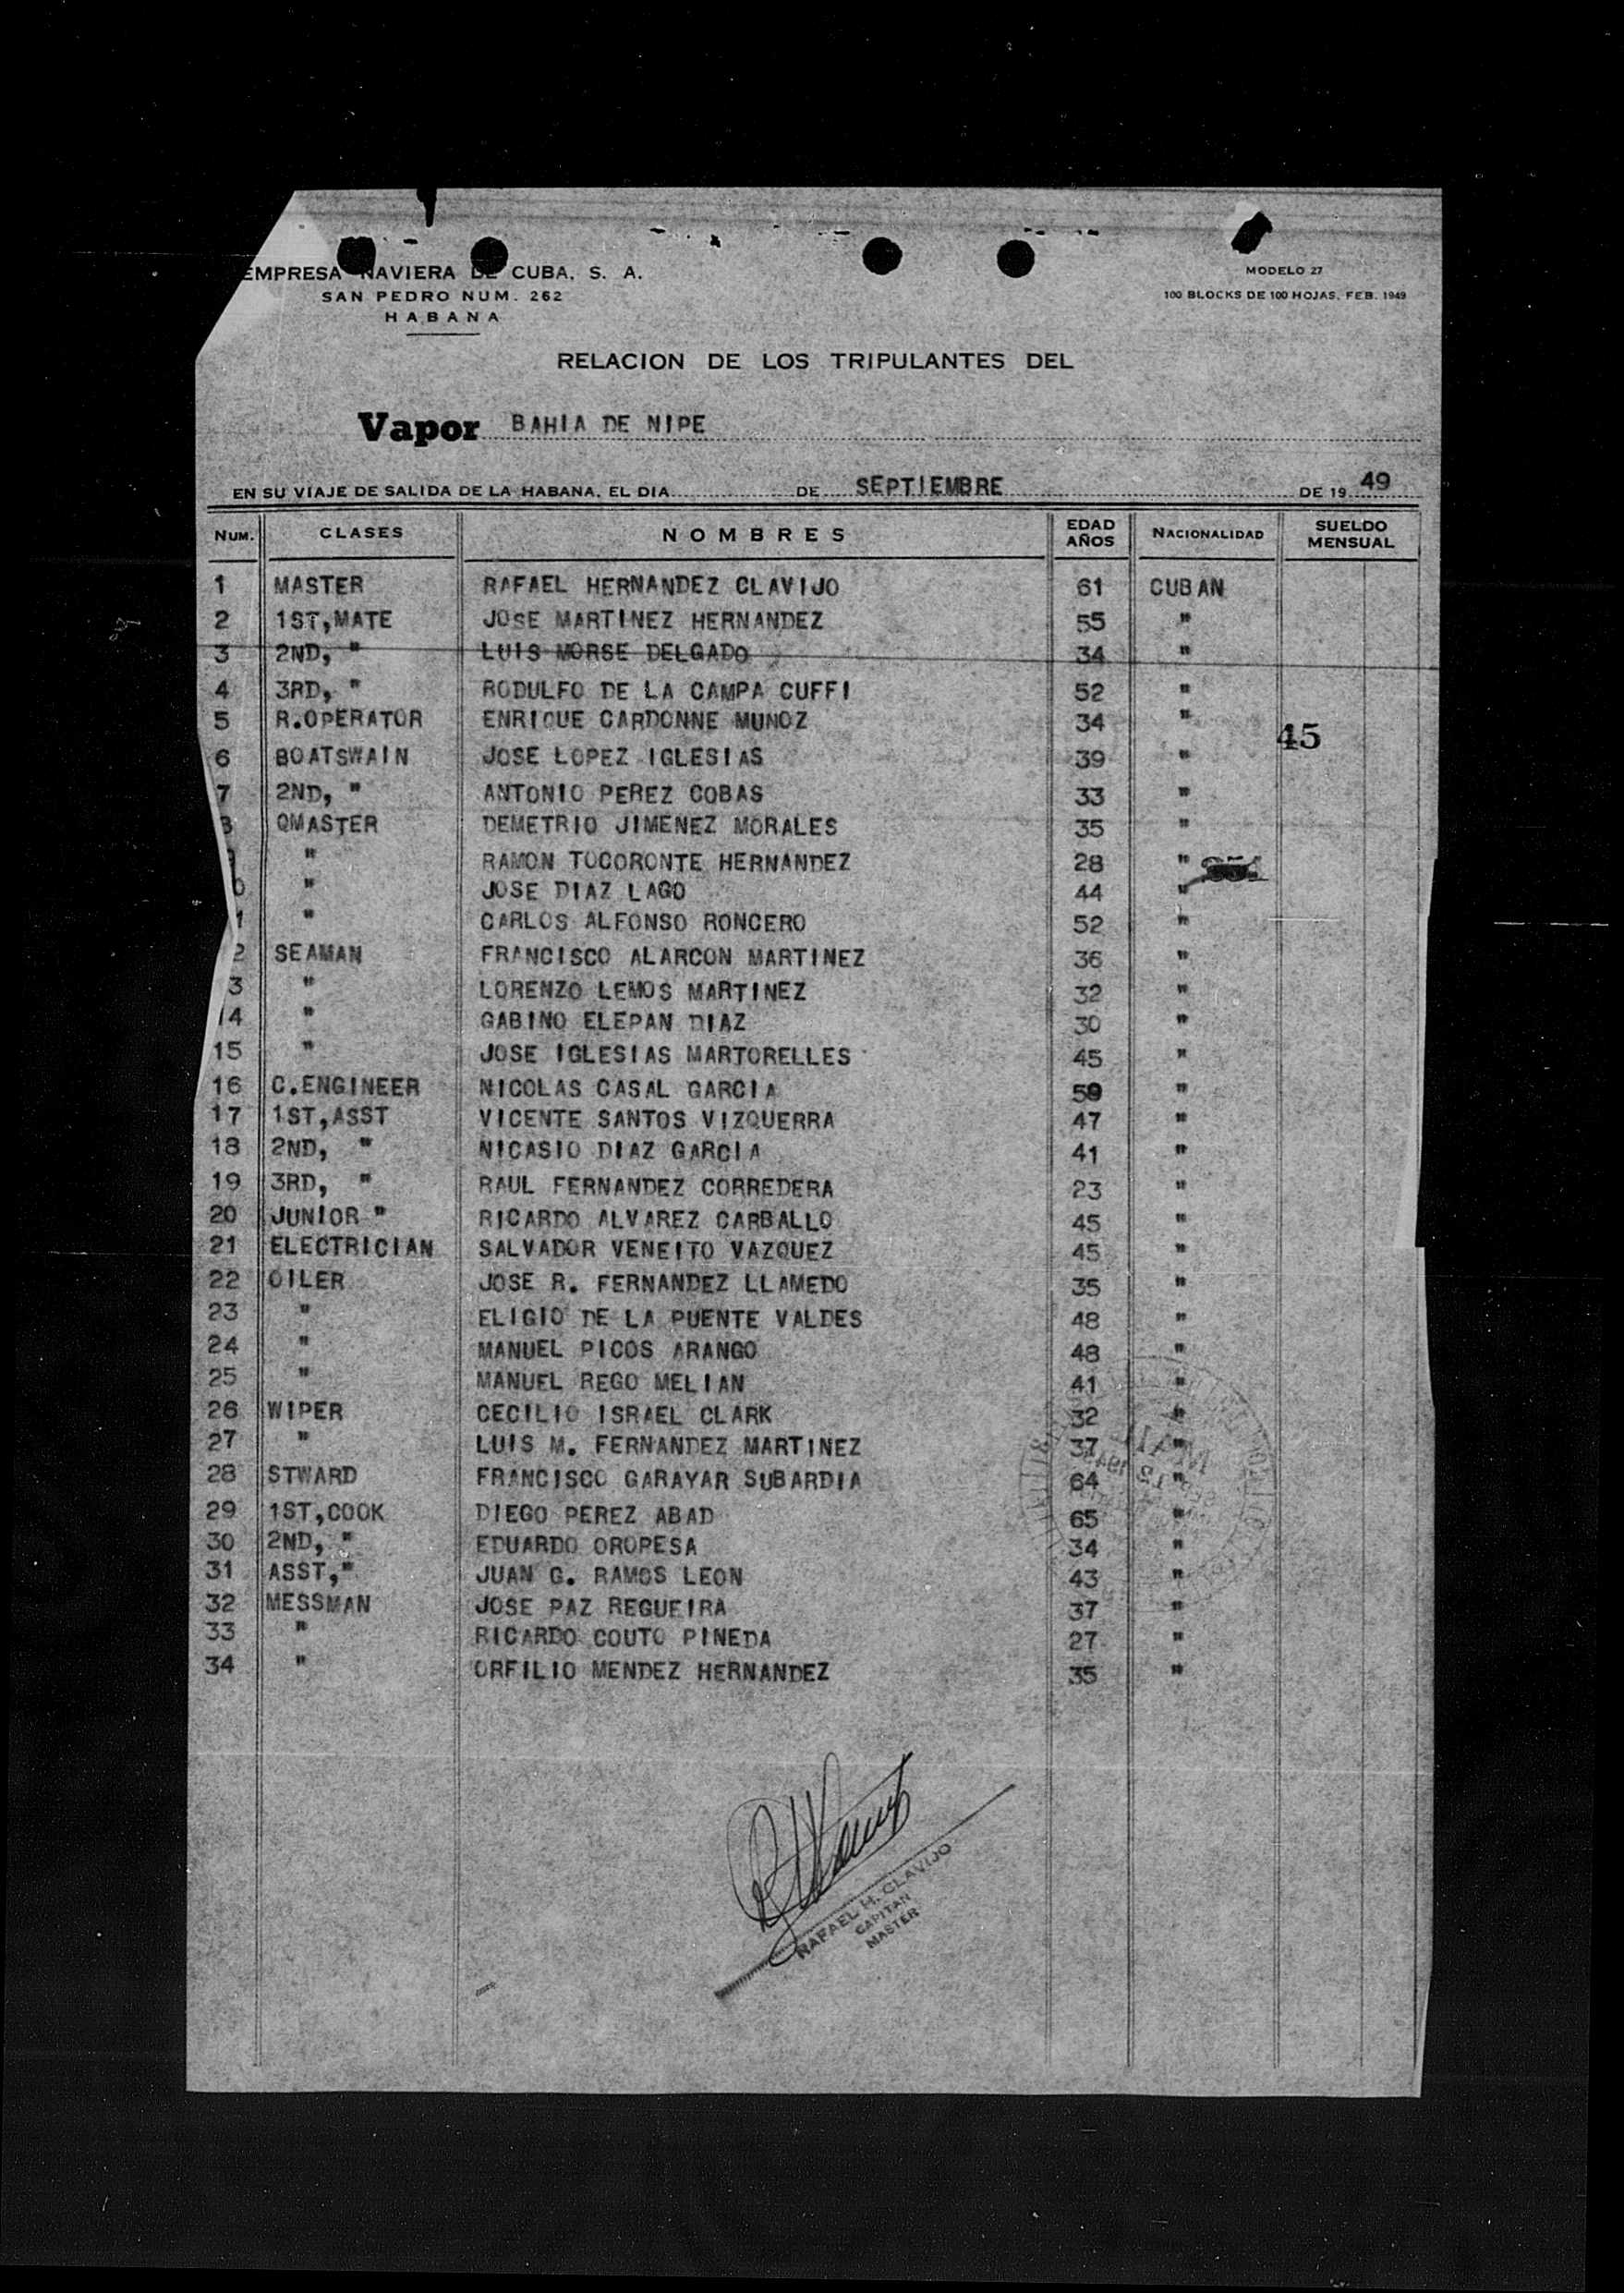 EMPRESA NAVIERA DE CUBA, S. A.
SAN PEDRO NUM. 262
HABANA
MODELO 27
100 BLOCKS DE 100 HOJAS, FEB. 1949
RELACION DE LOS TRIPULANTES DEL
Vapor BAHIA DE NIPE
EN SU VIAJE DE SALIDA DE LA HABANA, EL DIA DE SEPTIEMBRE DE 19 49
NUM. CLASES NOMBRES EDAD AÑOS NACIONALIDAD SUELDO MENSUAL
1 MASTER RAFAEL HERNANDEZ CLAVIJO 61 CUBAN
2 1ST,MATE JOSE MARTINEZ HERNANDEZ 55 "
3 2ND, " LUIS MORSE DELGADO 34 "
4 3RD, " RODULFO DE LA CAMPA CUFFI 52 "
5 R.OPERATOR ENRIQUE CARDONNE MUNOZ 34 "
45
6 BOATSWAIN JOSE LOPEZ IGLESIAS 39 "
7 2ND, " ANTONIO PEREZ COBAS 33 "
8 QMASTER DEMETRIO JIMENEZ MORALES 35 "
" RAMON TOCORONTE HERNANDEZ 28 "
0 " JOSE DIAZ LAGO 44 "
1 " CARLOS ALFONSO RONCERO 52 "
2 SEAMAN FRANCISCO ALARCON MARTINEZ 36 "
3 " LORENZO LEMOS MARTINEZ 32 "
14 " GABINO ELEPAN DIAZ 30 "
15 " JOSE IGLESIAS MARTORELLES 45 "
16 C.ENGINEER NICOLAS CASAL GARCIA 59 "
17 1ST,ASST VICENTE SANTOS VIZQUERRA 47 "
18 2ND, " NICASIO DIAZ GARCIA 41 "
19 3RD, " RAUL FERNANDEZ CORREDERA 23 "
20 JUNIOR " RICARDO ALVAREZ CARBALLO 45 "
21 ELECTRICIAN SALVADOR VENEITO VAZQUEZ 45 "
22 OILER JOSE R. FERNANDEZ LLAMEDO 35 "
23 " ELIGIO DE LA PUENTE VALDES 48 "
24 " MANUEL PICOS ARANGO 48 "
25 " MANUEL REGO MELIAN 41 "
26 WIPER CECILIO ISRAEL CLARK 32 "
27 " LUIS M. FERNANDEZ MARTINEZ 37 "
28 STWARD FRANCISCO GARAYAR SUBARDIA 64 "
29 1ST,COOK DIEGO PEREZ ABAD 65 "
30 2ND, " EDUARDO OROPESA 34 "
31 ASST," JUAN G. RAMOS LEON 43 "
32 MESSMAN JOSE PAZ REGUEIRA 37 "
33 " RICARDO COUTO PINEDA 27 "
34 " ORFILIO MENDEZ HERNANDEZ 35 "
RAFAEL H. CLAVIJO
CAPITAN
MASTER